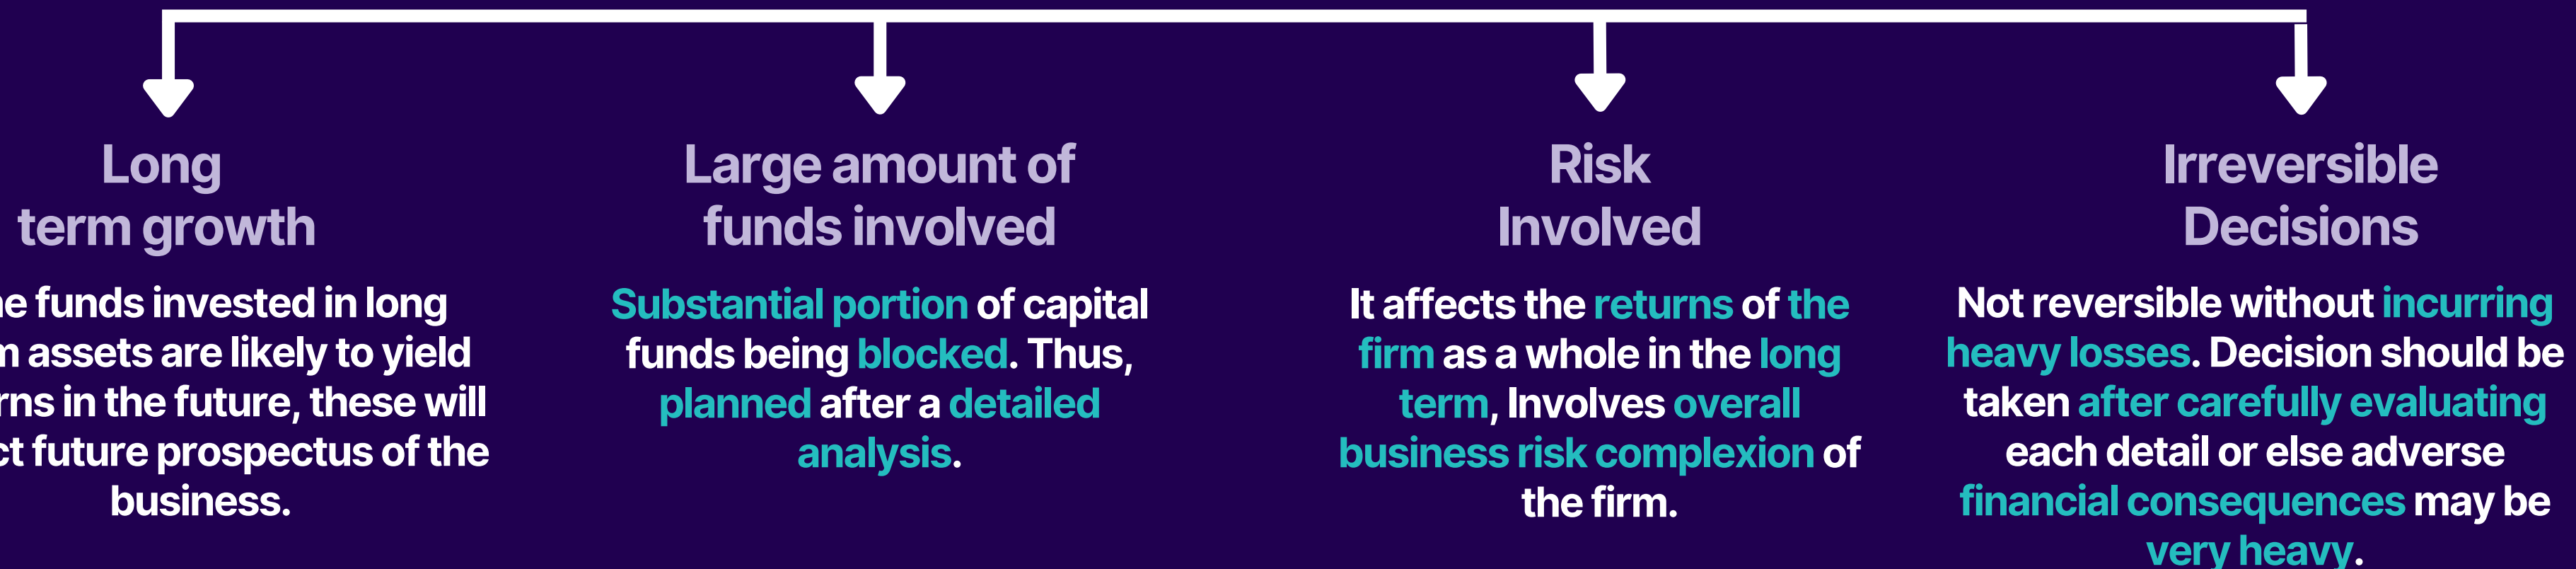 Long
term growth
funds invested in long
assets are likely to yield
in the future, these will
future prospectus of the
business.
Large amount of
funds involved
Substantial portion of capital
funds being blocked. Thus,
planned after a detailed
analysis.
Risk
Involved
It affects the returns of the
firm as a whole in the long
term, Involves overall
business risk complexion of
the firm.
Irreversible
Decisions
Not reversible without incurring
heavy losses. Decision should be
taken after carefully evaluating
each detail or else adverse
financial consequences may be
very heavy.